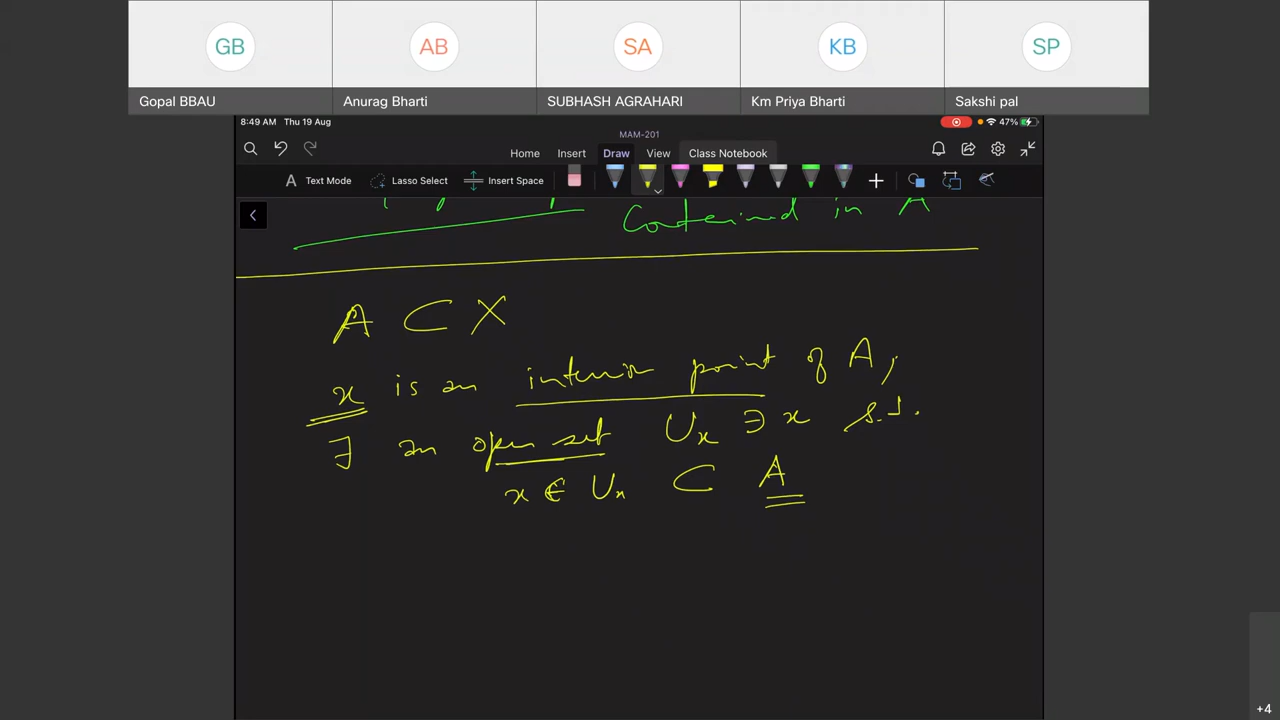 GB AB SA KB SP
Gopal BBAU Anurag Bharti SUBHASH AGRAHARI Km Priya Bharti Sakshi pal
8:49 AM Thu 19 Aug 47%
MAM-201
Home Insert Draw View Class Notebook
A Text Mode Lasso Select Insert Space
Contained in A
A ⊂ X
x is an interior point of A,
∃ an open set Uₓ ∋ x s.t.
x ∈ Uₓ ⊂ A
+4